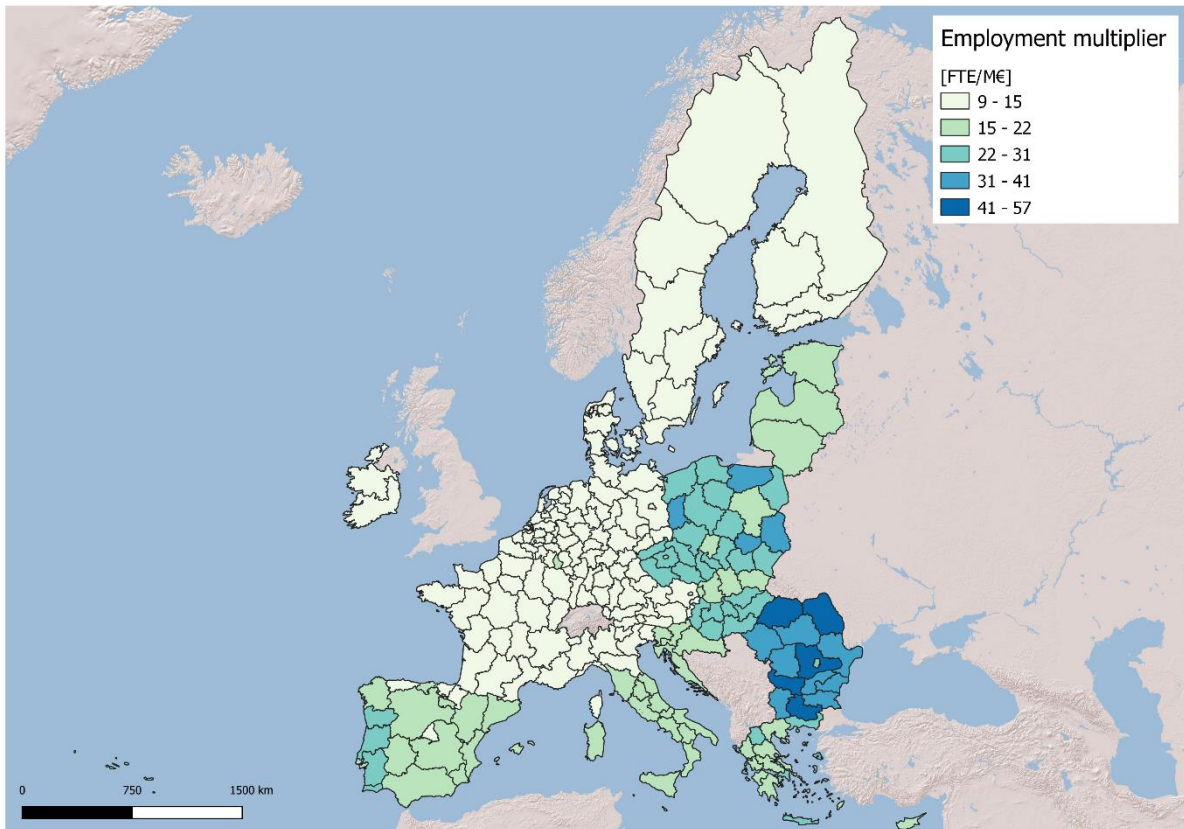 Employment multiplier
[FTE/M€]
9 - 15
15 - 22
22 - 31
31 - 41
41 - 57
0 750 1500 km